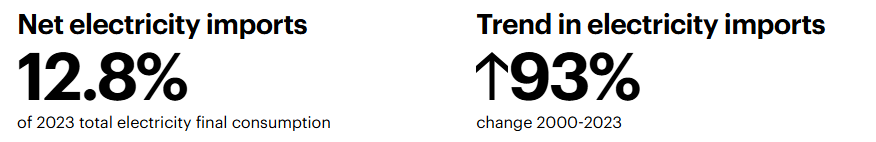 Net electricity imports
12.8%
of 2023 total electricity final consumption
Trend in electricity imports
↑93%
change 2000-2023